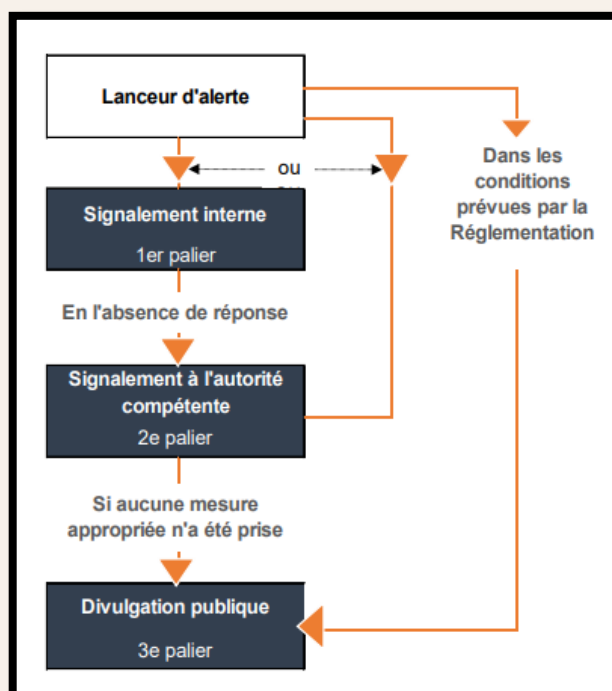 Lanceur d'alerte
ou
Dans les
conditions
prévues par la
Réglementation
Signalement interne
1er palier
En l'absence de réponse
Signalement à l'autorité
compétente
2e palier
Si aucune mesure
appropriée n'a été prise
Divulgation publique
3e palier